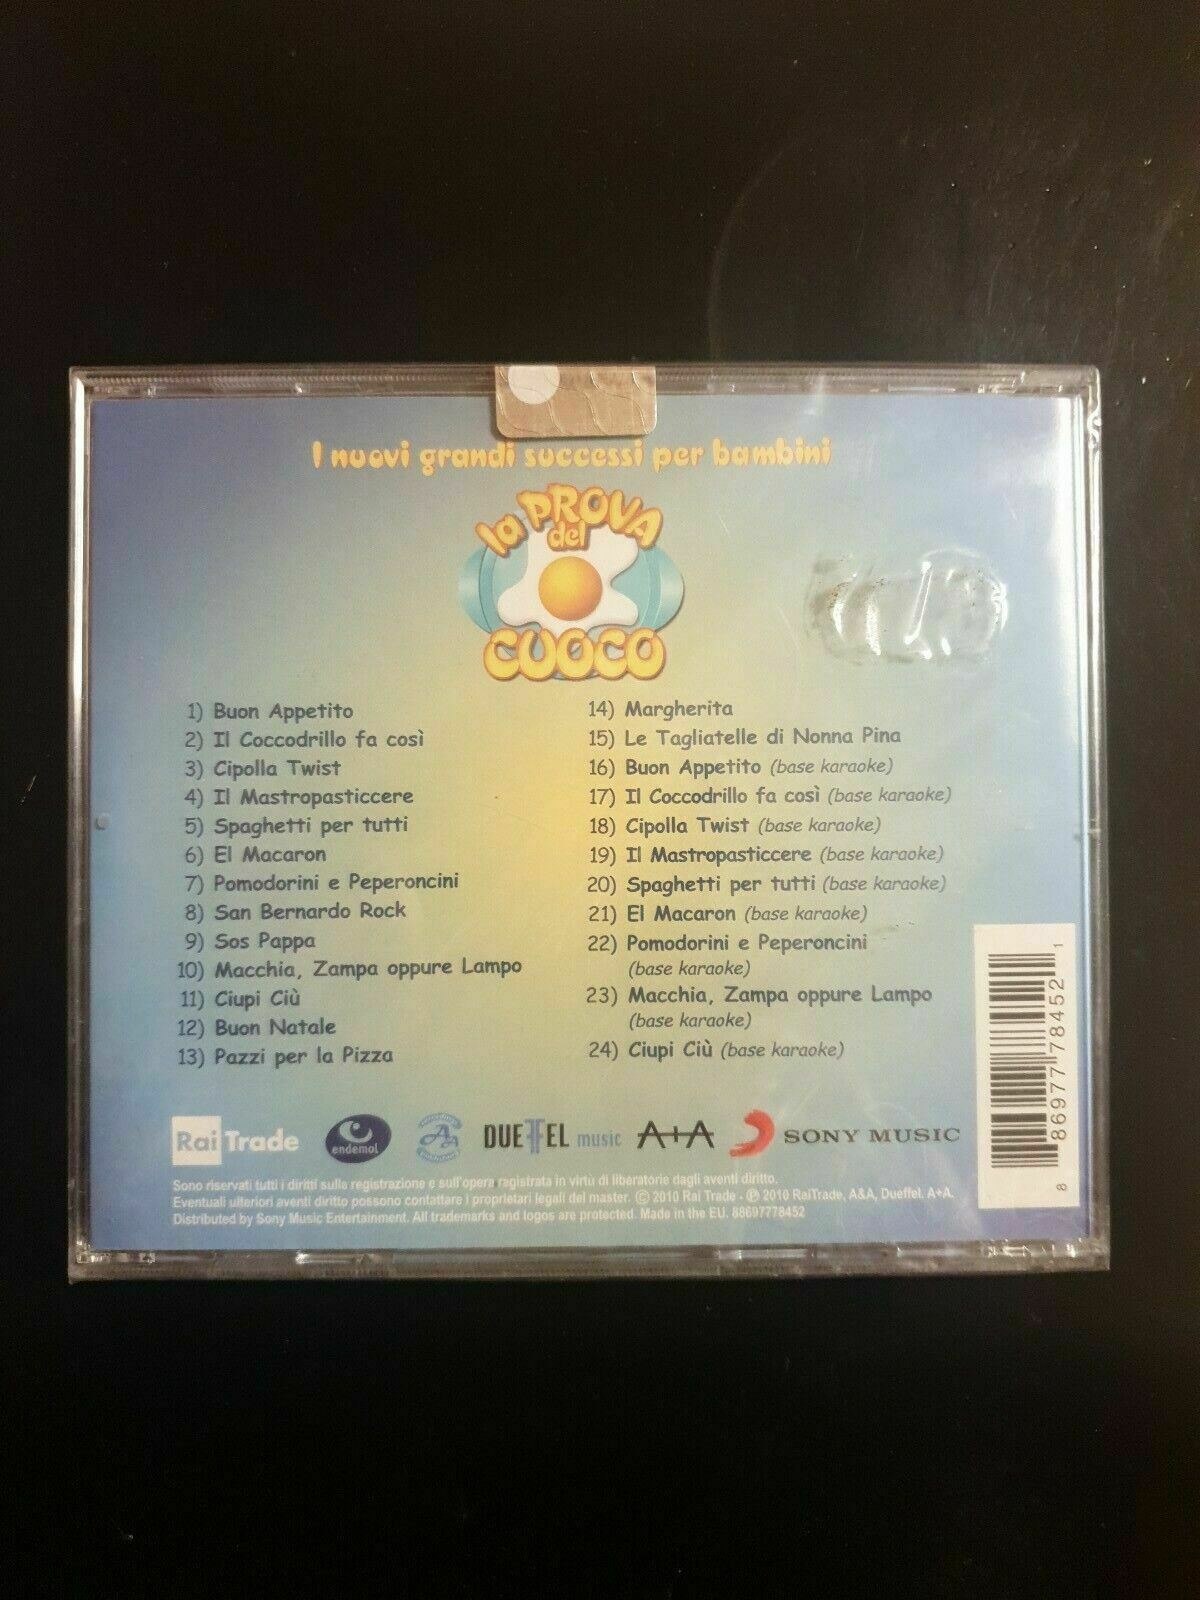 I nuovi grandi successi per bambini
la PROVA
del
CUOCO
1) Buon Appetito
2) Il Coccodrillo fa così
3) Cipolla Twist
4) Il Mastropasticcere
5) Spaghetti per tutti
6) El Macaron
7) Pomodorini e Peperoncini
8) San Bernardo Rock
9) Sos Pappa
10) Macchia, Zampa oppure Lampo
11) Ciupi Ciù
12) Buon Natale
13) Pazzi per la Pizza
14) Margherita
15) Le Tagliatelle di Nonna Pina
16) Buon Appetito (base karaoke)
17) Il Coccodrillo fa così (base karaoke)
18) Cipolla Twist (base karaoke)
19) Il Mastropasticcere (base karaoke)
20) Spaghetti per tutti (base karaoke)
21) El Macaron (base karaoke)
22) Pomodorini e Peperoncini
(base karaoke)
23) Macchia, Zampa oppure Lampo
(base karaoke)
24) Ciupi Ciù (base karaoke)
8 86977 78452 1
Rai Trade
endemol
DUEFFEL music
A+A
SONY MUSIC
Sono riservati tutti i diritti sulla registrazione e sull'opera ragistrata in virtù di liberatorie dagli aventi diritto.
Eventuali ulteriori aventi diritto possono contattare i proprietari legali del master. © 2010 Rai Trade - ℗ 2010 RaiTrade, A&A, Dueffel. A+A.
Distributed by Sony Music Entertainment. All trademarks and logos are protected. Made in the EU. 88697778452